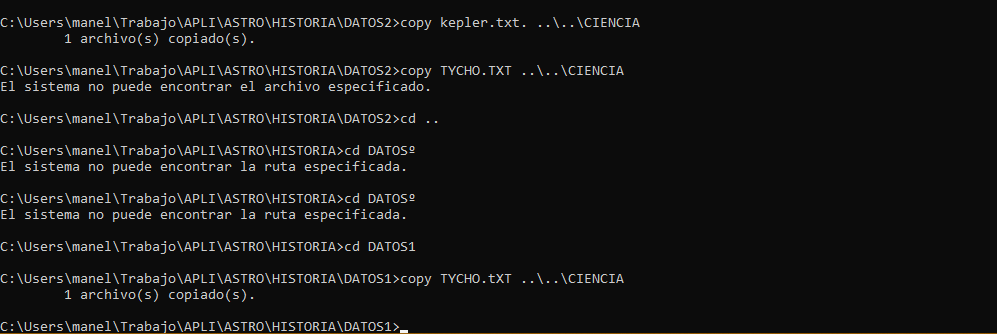 C:\Users\manel\Trabajo\APLI\ASTRO\HISTORIA\DATOS2>copy kepler.txt. ..\..\CIENCIA
1 archivo(s) copiado(s).
C:\Users\manel\Trabajo\APLI\ASTRO\HISTORIA\DATOS2>copy TYCHO.TXT ..\..\CIENCIA
El sistema no puede encontrar el archivo especificado.
C:\Users\manel\Trabajo\APLI\ASTRO\HISTORIA\DATOS2>cd ..
C:\Users\manel\Trabajo\APLI\ASTRO\HISTORIA>cd DATOSº
El sistema no puede encontrar la ruta especificada.
C:\Users\manel\Trabajo\APLI\ASTRO\HISTORIA>cd DATOSº
El sistema no puede encontrar la ruta especificada.
C:\Users\manel\Trabajo\APLI\ASTRO\HISTORIA>cd DATOS1
C:\Users\manel\Trabajo\APLI\ASTRO\HISTORIA\DATOS1>copy TYCHO.tXT ..\..\CIENCIA
1 archivo(s) copiado(s).
C:\Users\manel\Trabajo\APLI\ASTRO\HISTORIA\DATOS1>